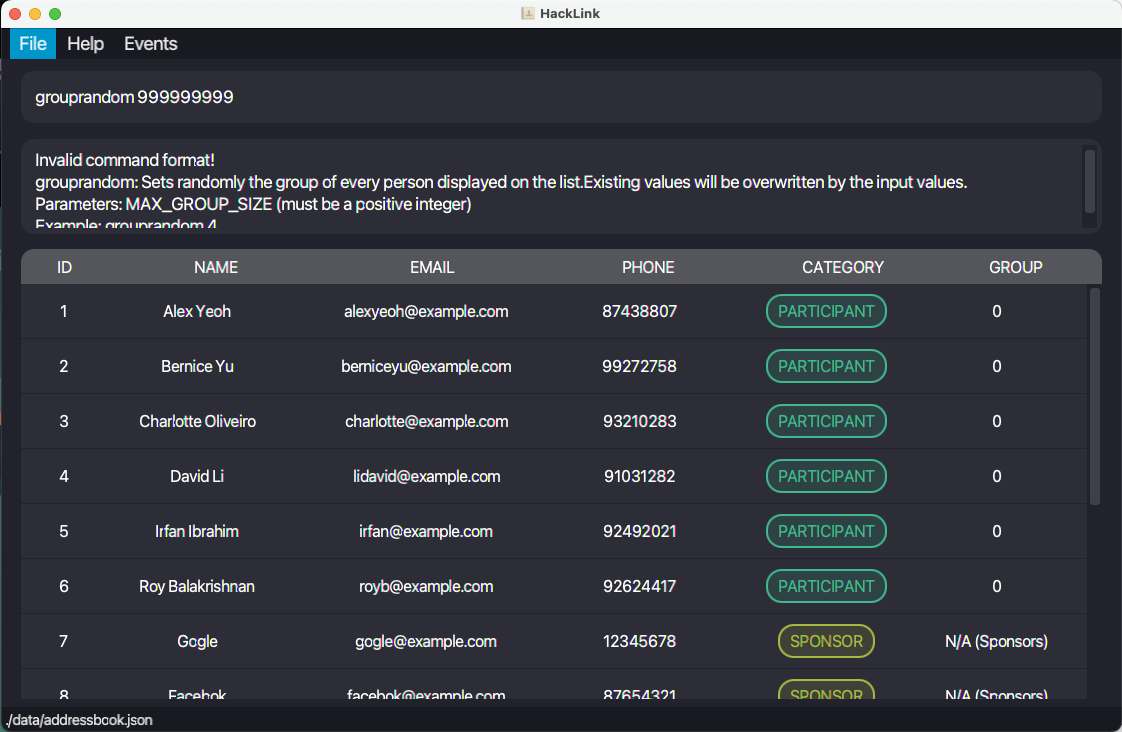 HackLink
File Help Events
grouprandom 999999999
Invalid command format!
grouprandom: Sets randomly the group of every person displayed on the list.Existing values will be overwritten by the input values.
Parameters: MAX_GROUP_SIZE (must be a positive integer)
Example: grouprandom 4
ID NAME EMAIL PHONE CATEGORY GROUP
1 Alex Yeoh alexyeoh@example.com 87438807 PARTICIPANT 0
2 Bernice Yu berniceyu@example.com 99272758 PARTICIPANT 0
3 Charlotte Oliveiro charlotte@example.com 93210283 PARTICIPANT 0
4 David Li lidavid@example.com 91031282 PARTICIPANT 0
5 Irfan Ibrahim irfan@example.com 92492021 PARTICIPANT 0
6 Roy Balakrishnan royb@example.com 92624417 PARTICIPANT 0
7 Gogle gogle@example.com 12345678 SPONSOR N/A (Sponsors)
8 Facebok facebok@example.com 87654321 SPONSOR N/A (Sponsors)
./data/addressbook.json